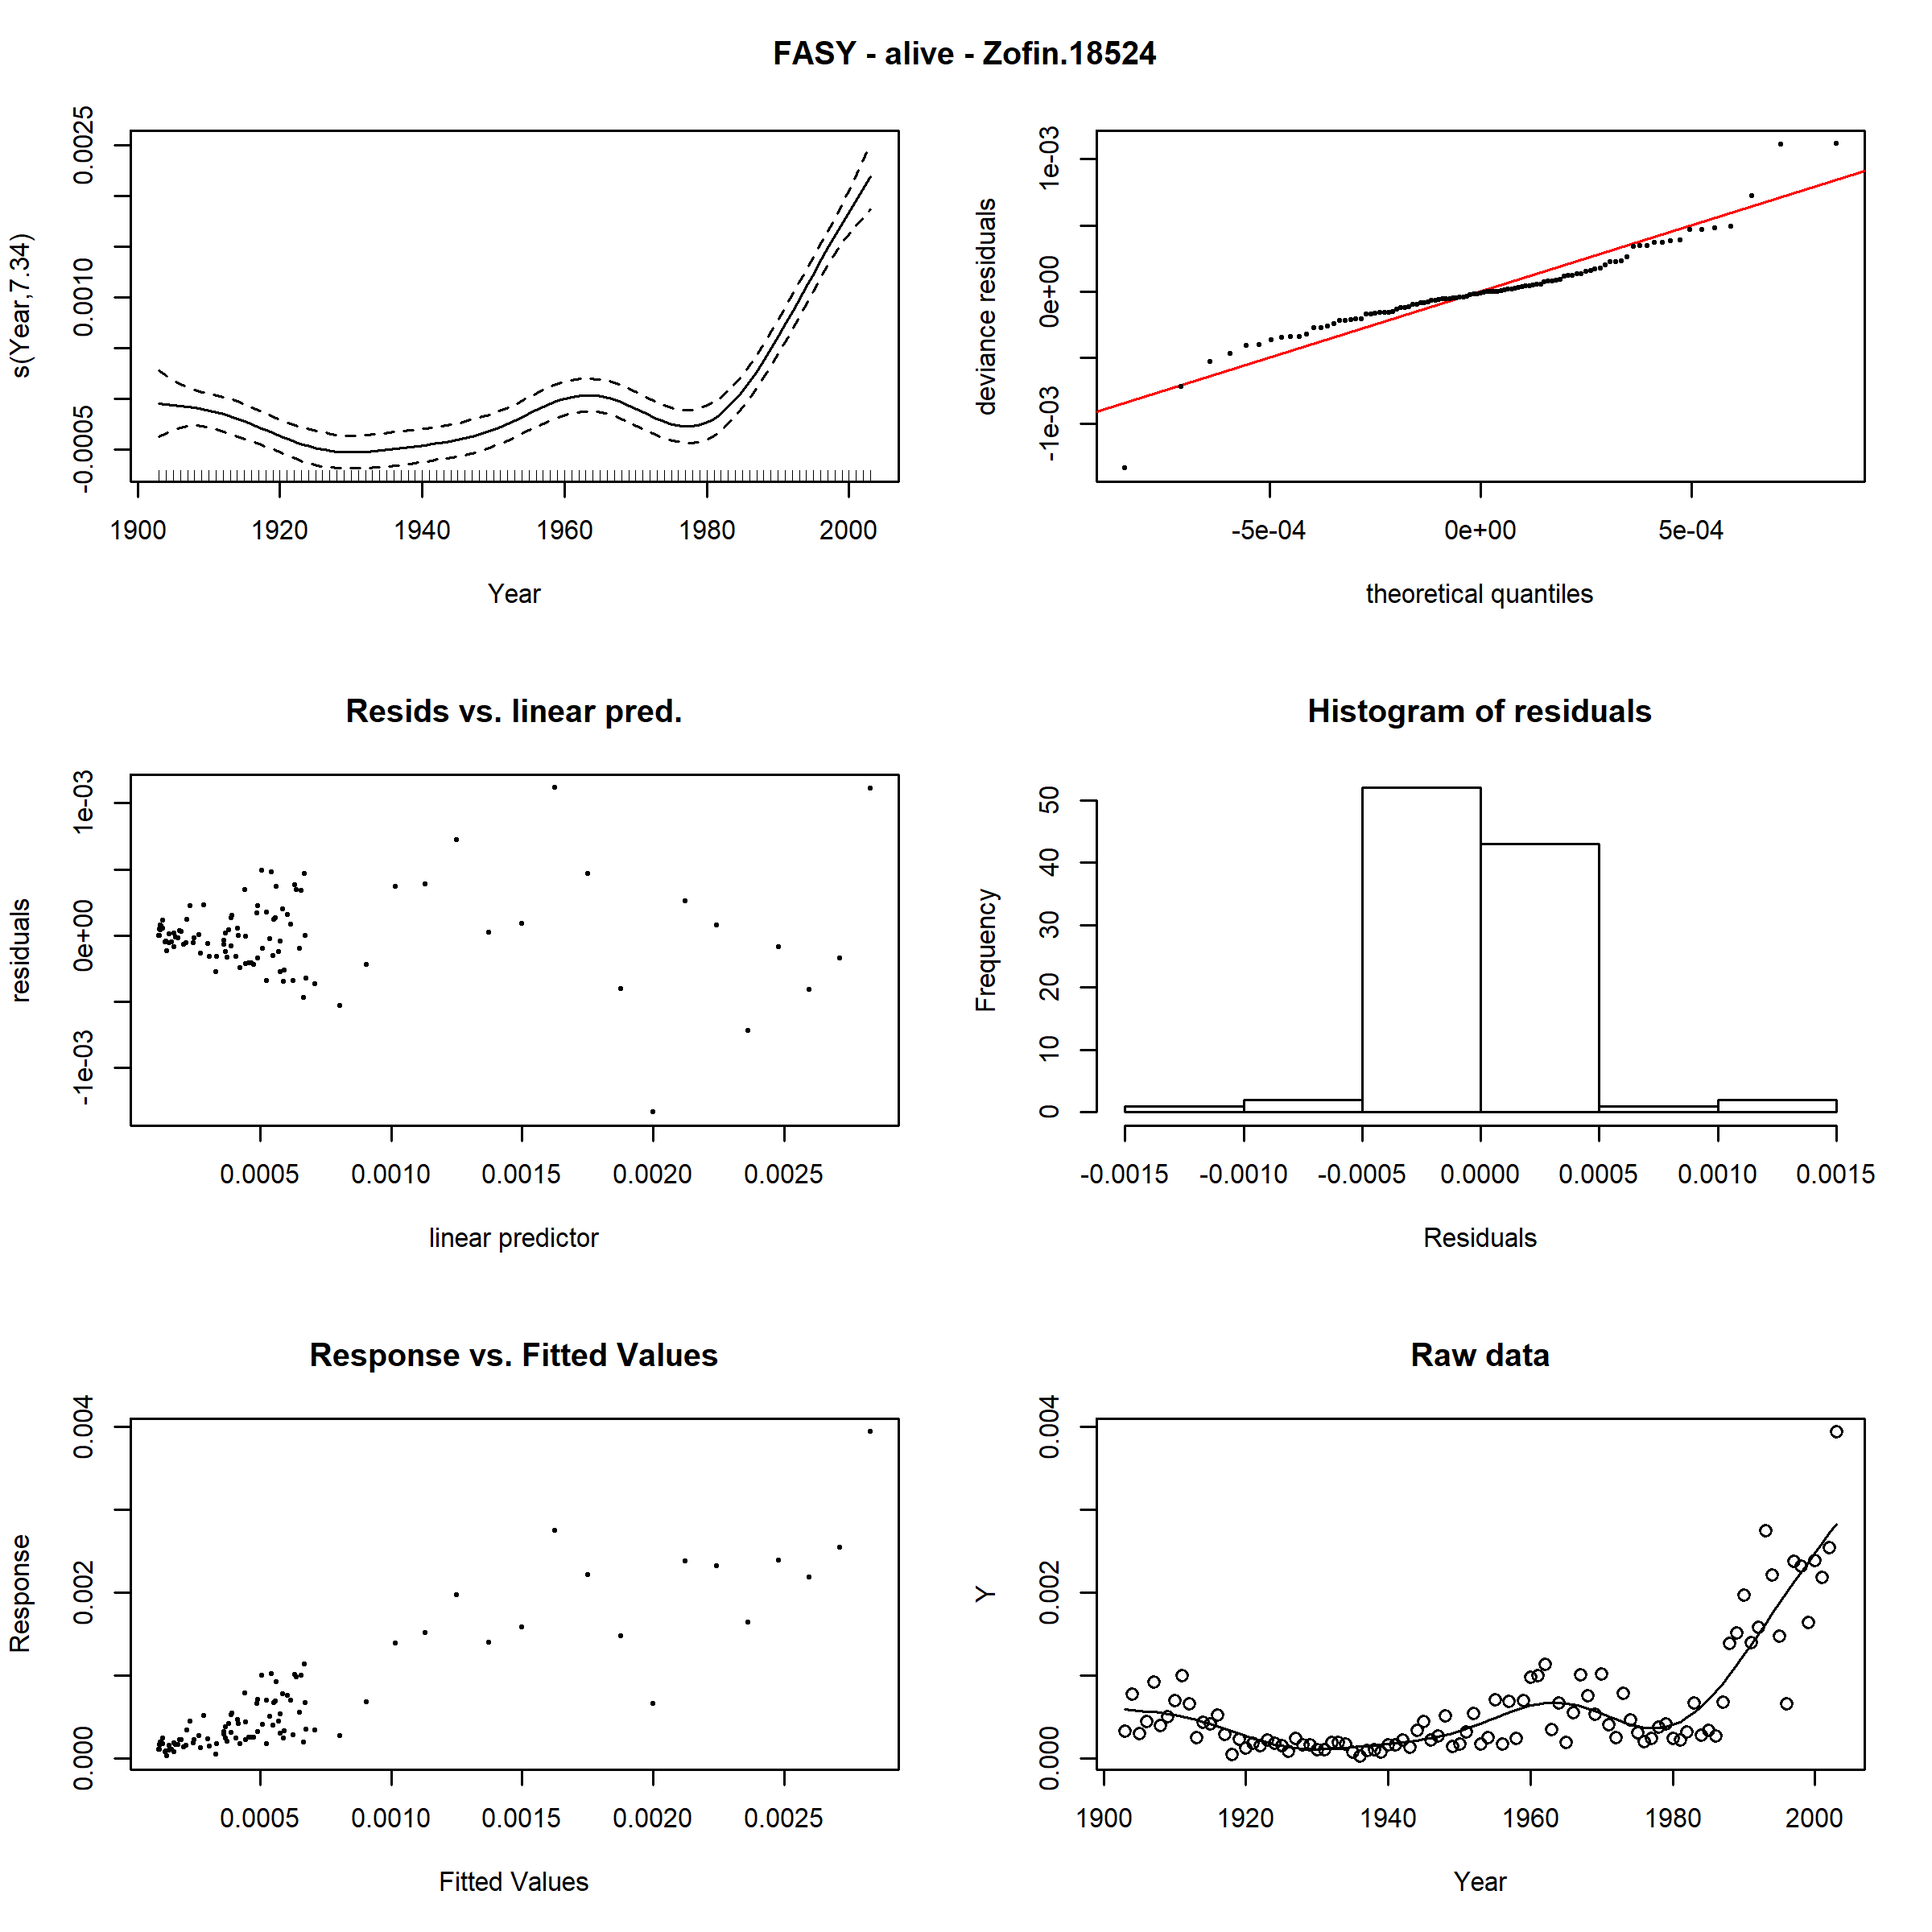 FASY - alive - Zofin.18524
s(Year,7.34)
-0.0005 0.0010 0.0025
1900 1920 1940 1960 1980 2000
Year
deviance residuals
-1e-03 0e+00 1e-03
-5e-04 0e+00 5e-04
theoretical quantiles
Resids vs. linear pred.
residuals
-1e-03 0e+00 1e-03
0.0005 0.0010 0.0015 0.0020 0.0025
linear predictor
Histogram of residuals
Frequency
0 10 20 30 40 50
-0.0015 -0.0010 -0.0005 0.0000 0.0005 0.0010 0.0015
Residuals
Response vs. Fitted Values
Response
0.000 0.002 0.004
0.0005 0.0010 0.0015 0.0020 0.0025
Fitted Values
Raw data
Y
0.000 0.002 0.004
1900 1920 1940 1960 1980 2000
Year